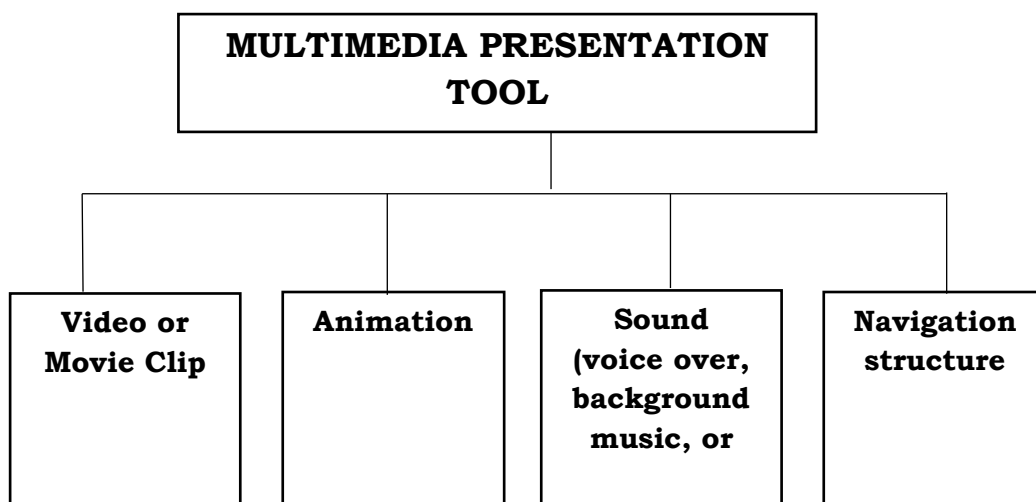 MULTIMEDIA PRESENTATION
TOOL
Video or
Movie Clip
Animation
Sound
(voice over,
background
music, or
Navigation
structure